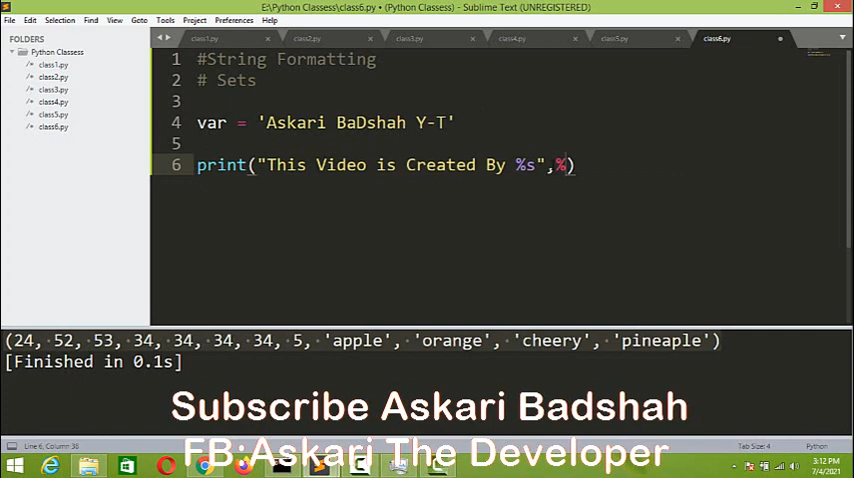 E:\Python Classess\class6.py • (Python Classess) - Sublime Text (UNREGISTERED)
File Edit Selection Find View Goto Tools Project Preferences Help
FOLDERS
Python Classess
class1.py
class2.py
class3.py
class4.py
class5.py
class6.py
class1.py class2.py class3.py class4.py class5.py class6.py
1 #String Formatting
2 # Sets
3
4 var = 'Askari BaDshah Y-T'
5
6 print("This Video is Created By %s",%)
(24, 52, 53, 34, 34, 34, 34, 5, 'apple', 'orange', 'cheery', 'pineaple')
[Finished in 0.1s]
Subscribe Askari Badshah
FB:Askari The Developer
Line 6, Column 38 Tab Size: 4 Python
3:12 PM
7/4/2021